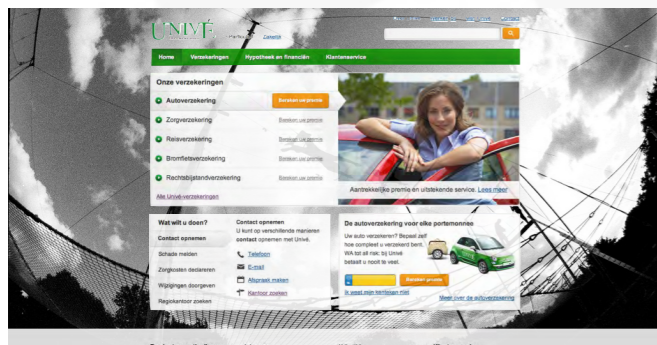 UNIVÉ
Particulier Zakelijk
Contact
Home Verzekeringen Hypotheek en financiën Klantenservice
Onze verzekeringen
Autoverzekering Bereken uw premie
Zorgverzekering Bereken uw premie
Reisverzekering Bereken uw premie
Bromfietsverzekering Bereken uw premie
Rechtsbijstandverzekering Bereken uw premie
Alle Univé-verzekeringen
Aantrekkelijke premie en uitstekende service. Lees meer
Wat wilt u doen?
Contact opnemen
Schade melden
Zorgkosten declareren
Wijzigingen doorgeven
Regiokantoor zoeken
Contact opnemen
U kunt op verschillende manieren
contact opnemen met Univé.
Telefoon
E-mail
Afspraak maken
Kantoor zoeken
De autoverzekering voor elke portemonnee
Uw auto verzekeren? Bepaal zelf
hoe compleet u verzekerd bent.
WA tot all risk: bij Univé
betaalt u nooit te veel.
Bereken premie
Ik weet mijn kenteken niet
Meer over de autoverzekering